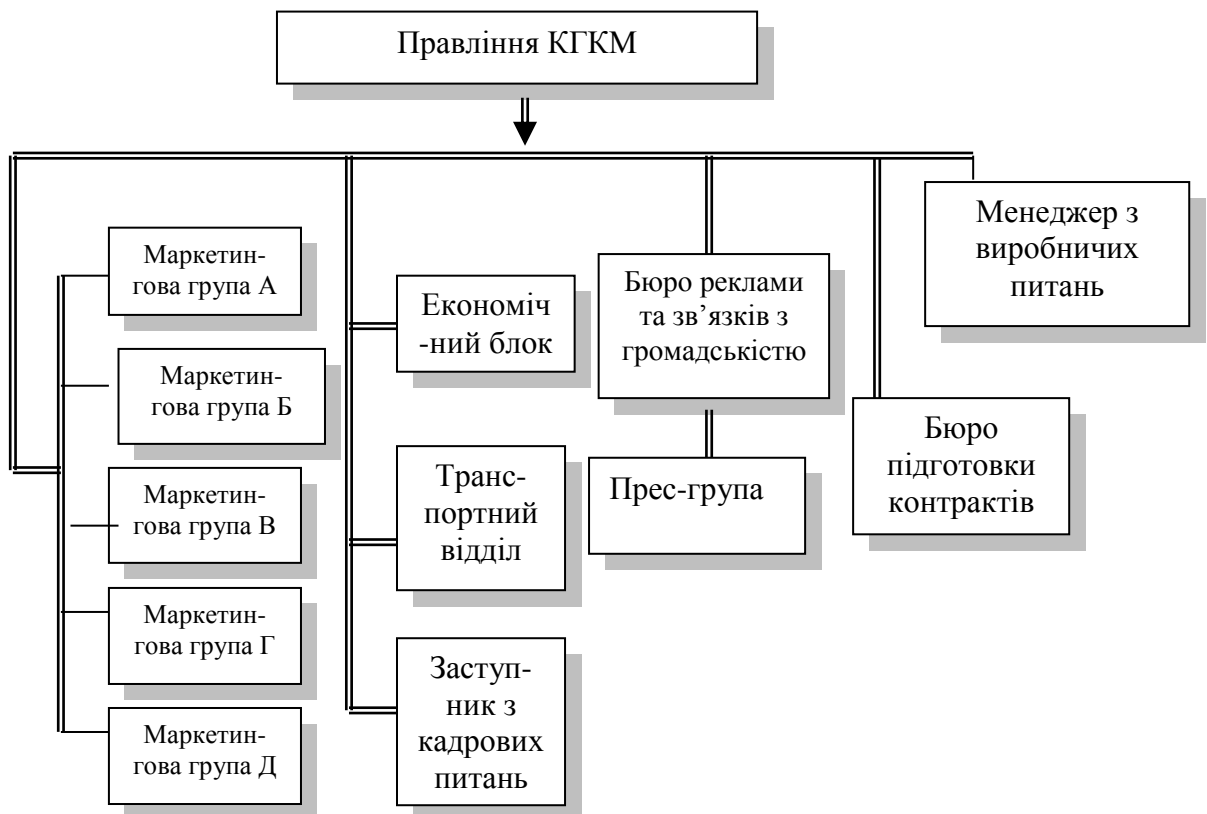 Правління КГКМ
Маркетин-
гова група А
Маркетин-
гова група Б
Маркетин-
гова група В
Маркетин-
гова група Г
Маркетин-
гова група Д
Економіч
-ний блок
Транс-
портний
відділ
Заступ-
ник з
кадрових
питань
Бюро реклами
та зв’язків з
громадськістю
Прес-група
Бюро
підготовки
контрактів
Менеджер з
виробничих
питань